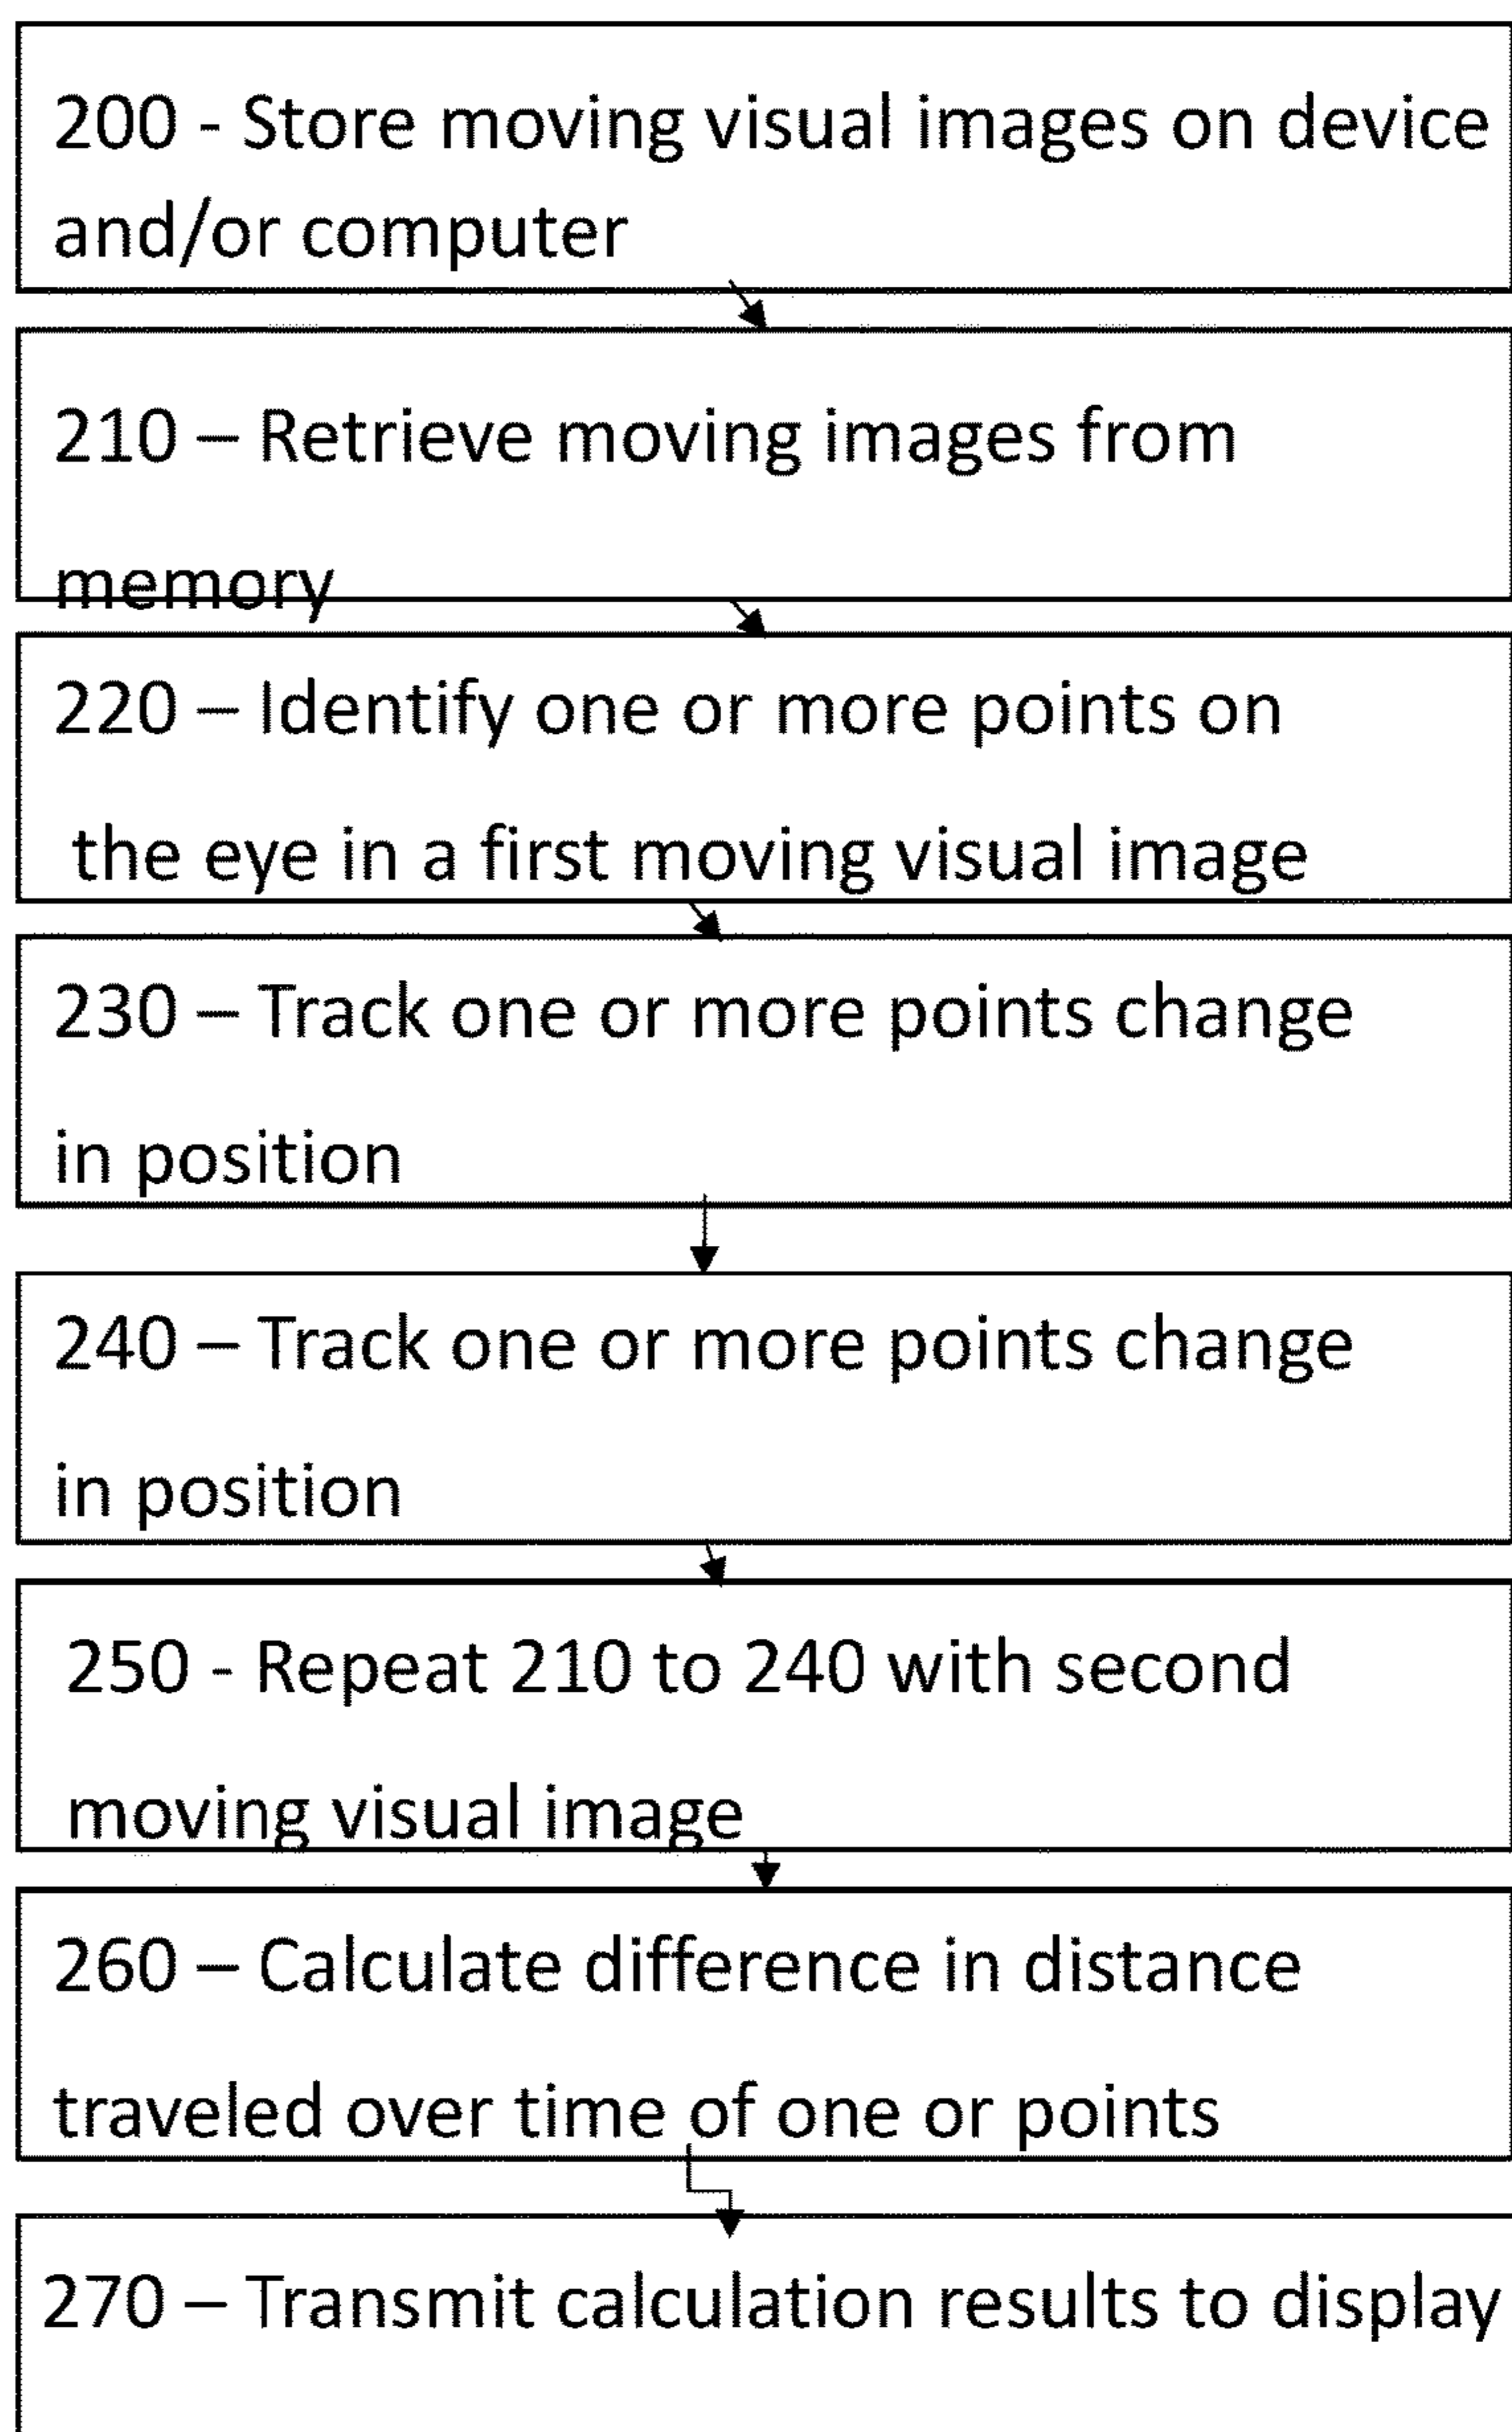 200 - Store moving visual images on device
and/or computer
210 – Retrieve moving images from
memory
220 – Identify one or more points on
the eye in a first moving visual image
230 – Track one or more points change
in position
240 – Track one or more points change
in position
250 - Repeat 210 to 240 with second
moving visual image
260 – Calculate difference in distance
traveled over time of one or points
270 – Transmit calculation results to display